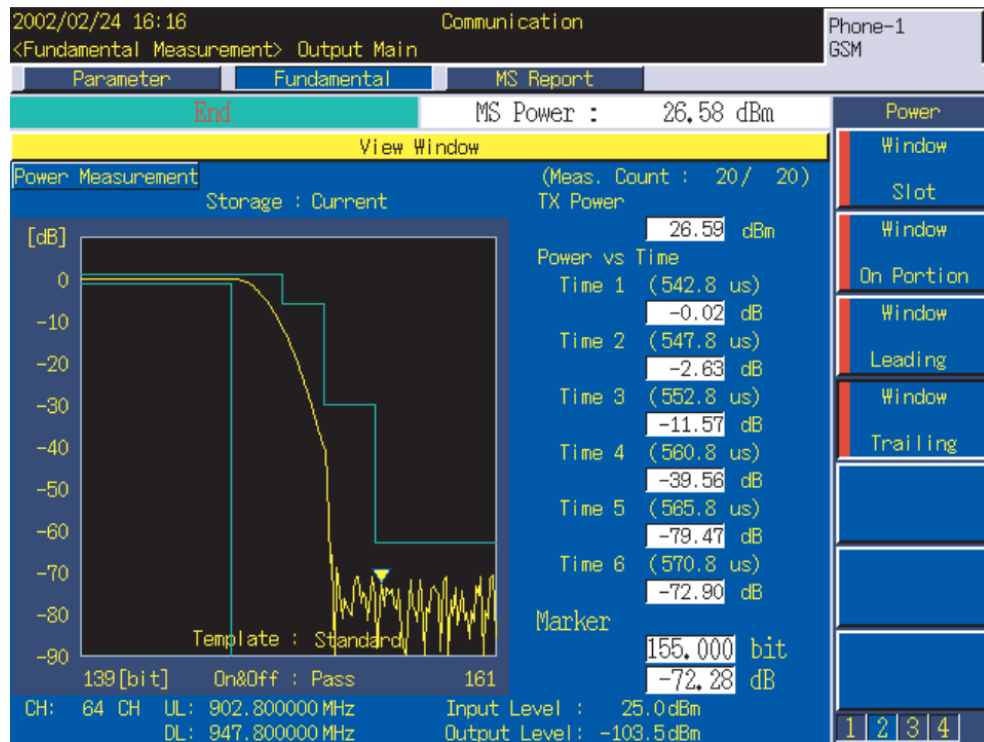 2002/02/24 16:16 Communication Phone-1
<Fundamental Measurement> Output Main GSM
Parameter Fundamental MS Report
End MS Power : 26.58 dBm Power
View Window
Window
Slot
Power Measurement (Meas. Count : 20/ 20)
Storage : Current TX Power
26.59 dBm
Window
On Portion
[dB]
Power vs Time
0
Time 1 (542.8 us)
-0.02 dB
-10
Window
Leading
Time 2 (547.8 us)
-2.63 dB
-20
Time 3 (552.8 us)
-11.57 dB
-30
Window
Trailing
Time 4 (560.8 us)
-39.56 dB
-40
Time 5 (565.8 us)
-79.47 dB
-50
-60
Time 6 (570.8 us)
-72.90 dB
-70
-80
Marker
Template : Standard
155.000 bit
-90
139[bit] On&Off : Pass 161
-72.28 dB
CH: 64 CH UL: 902.800000MHz Input Level : 25.0dBm
DL: 947.800000MHz Output Level: -103.5dBm
1 2 3 4